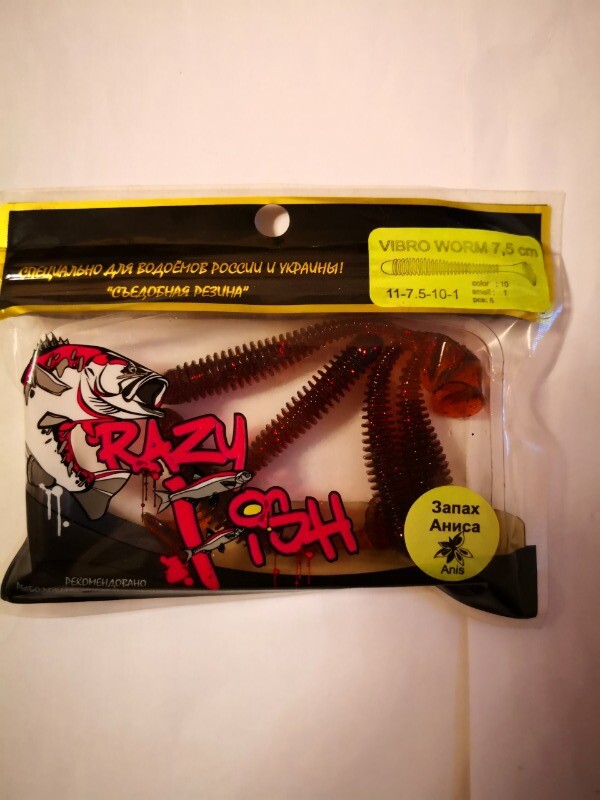 СПЕЦИАЛЬНО ДЛЯ ВОДОЁМОВ РОССИИ И УКРАИНЫ!
"СЪЕДОБНАЯ РЕЗИНА"
VIBRO WORM 7,5 cm
11-7.5-10-1
color : 10
smell : 1
pcs: 5
CRAZY
FISH
Запах
Аниса
Anis
РЕКОМЕНДОВАНО